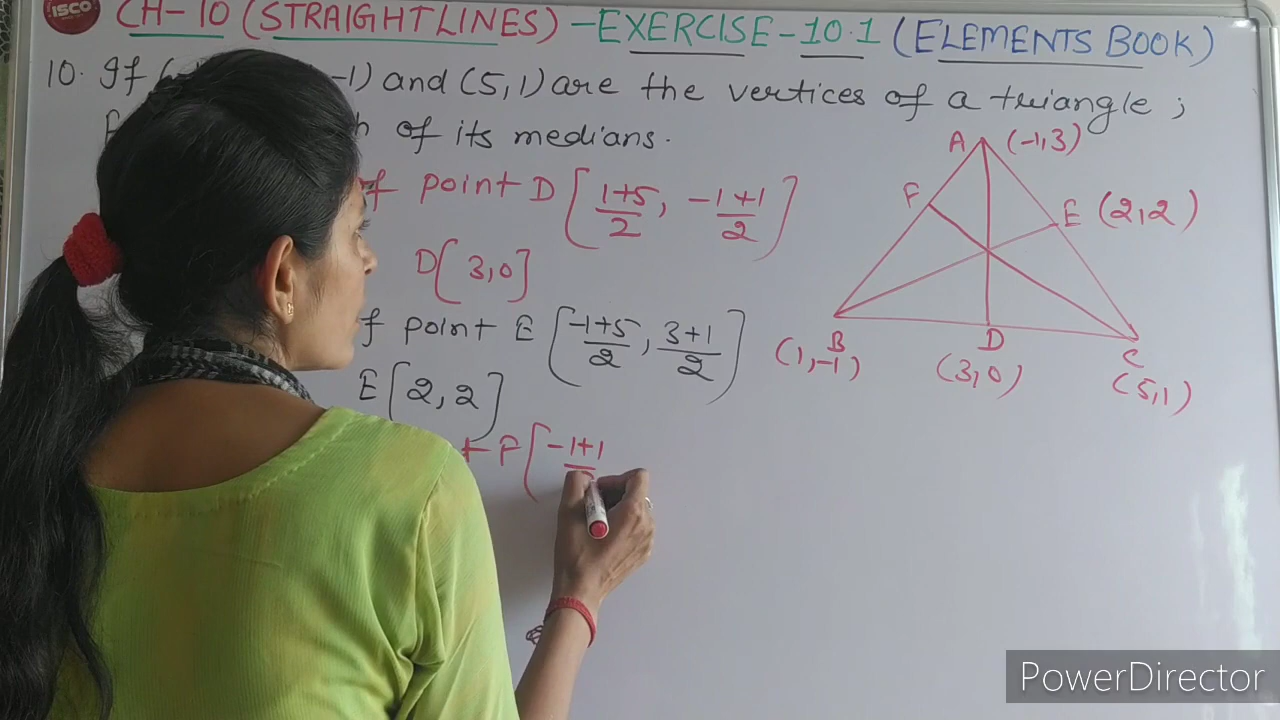 ISCO
CH-10 (STRAIGHT LINES) - EXERCISE - 10.1 (ELEMENTS BOOK)
10. If -1) and (5,1) are the vertices of a triangle;
of its medians.
of point D [ (1+5)/2, (-1+1)/2 ]
D[3,0]
point E [ (-1+5)/2, (3+1)/2 ]
E[2,2]
F [ (-1+1)/
A (-1,3)
F
E (2,2)
B
(1,-1)
D
(3,0)
C
(5,1)
PowerDirector